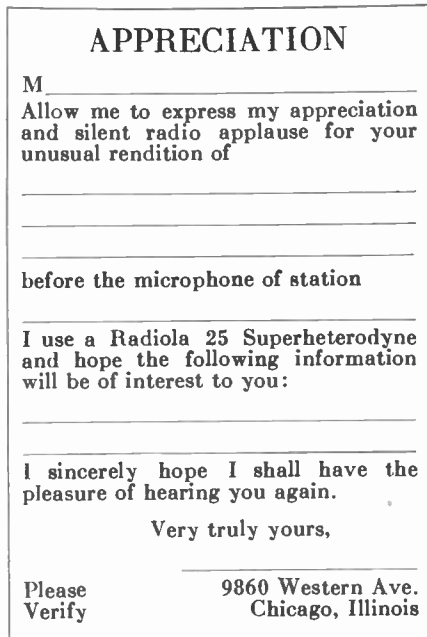 APPRECIATION
M
Allow me to express my appreciation
and silent radio applause for your
unusual rendition of
before the microphone of station
I use a Radiola 25 Superheterodyne
and hope the following information
will be of interest to you:
I sincerely hope I shall have the
pleasure of hearing you again.
Very truly yours,
Please
Verify
9860 Western Ave.
Chicago, Illinois